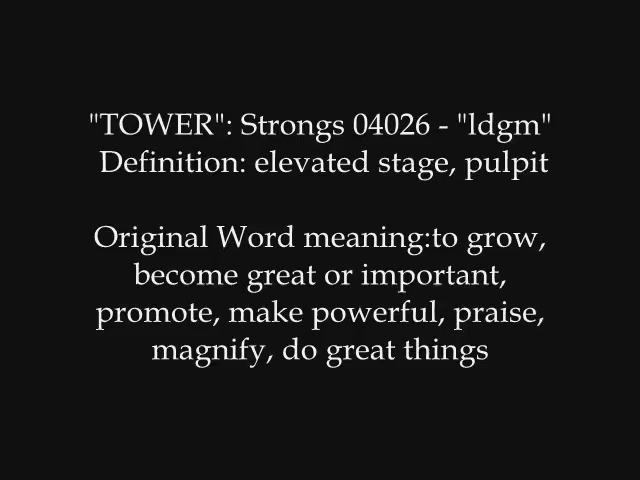 "TOWER": Strongs 04026 - "ldgm"
Definition: elevated stage, pulpit
Original Word meaning:to grow,
become great or important,
promote, make powerful, praise,
magnify, do great things